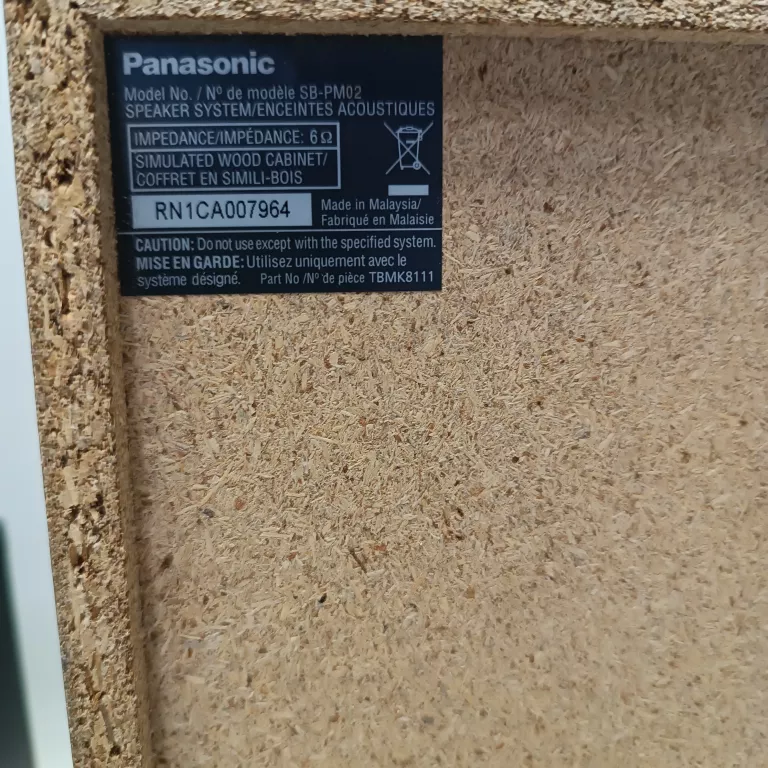 Panasonic
Model No. / Nº de modèle SB-PM02
SPEAKER SYSTEM/ENCEINTES ACOUSTIQUES
IMPEDANCE/IMPÉDANCE: 6 Ω
SIMULATED WOOD CABINET/
COFFRET EN SIMILI-BOIS
RN1CA007964
Made in Malaysia/
Fabriqué en Malaisie
CAUTION: Do not use except with the specified system.
MISE EN GARDE: Utilisez uniquement avec le
système désigné. Part No /Nº de pièce TBMK8111